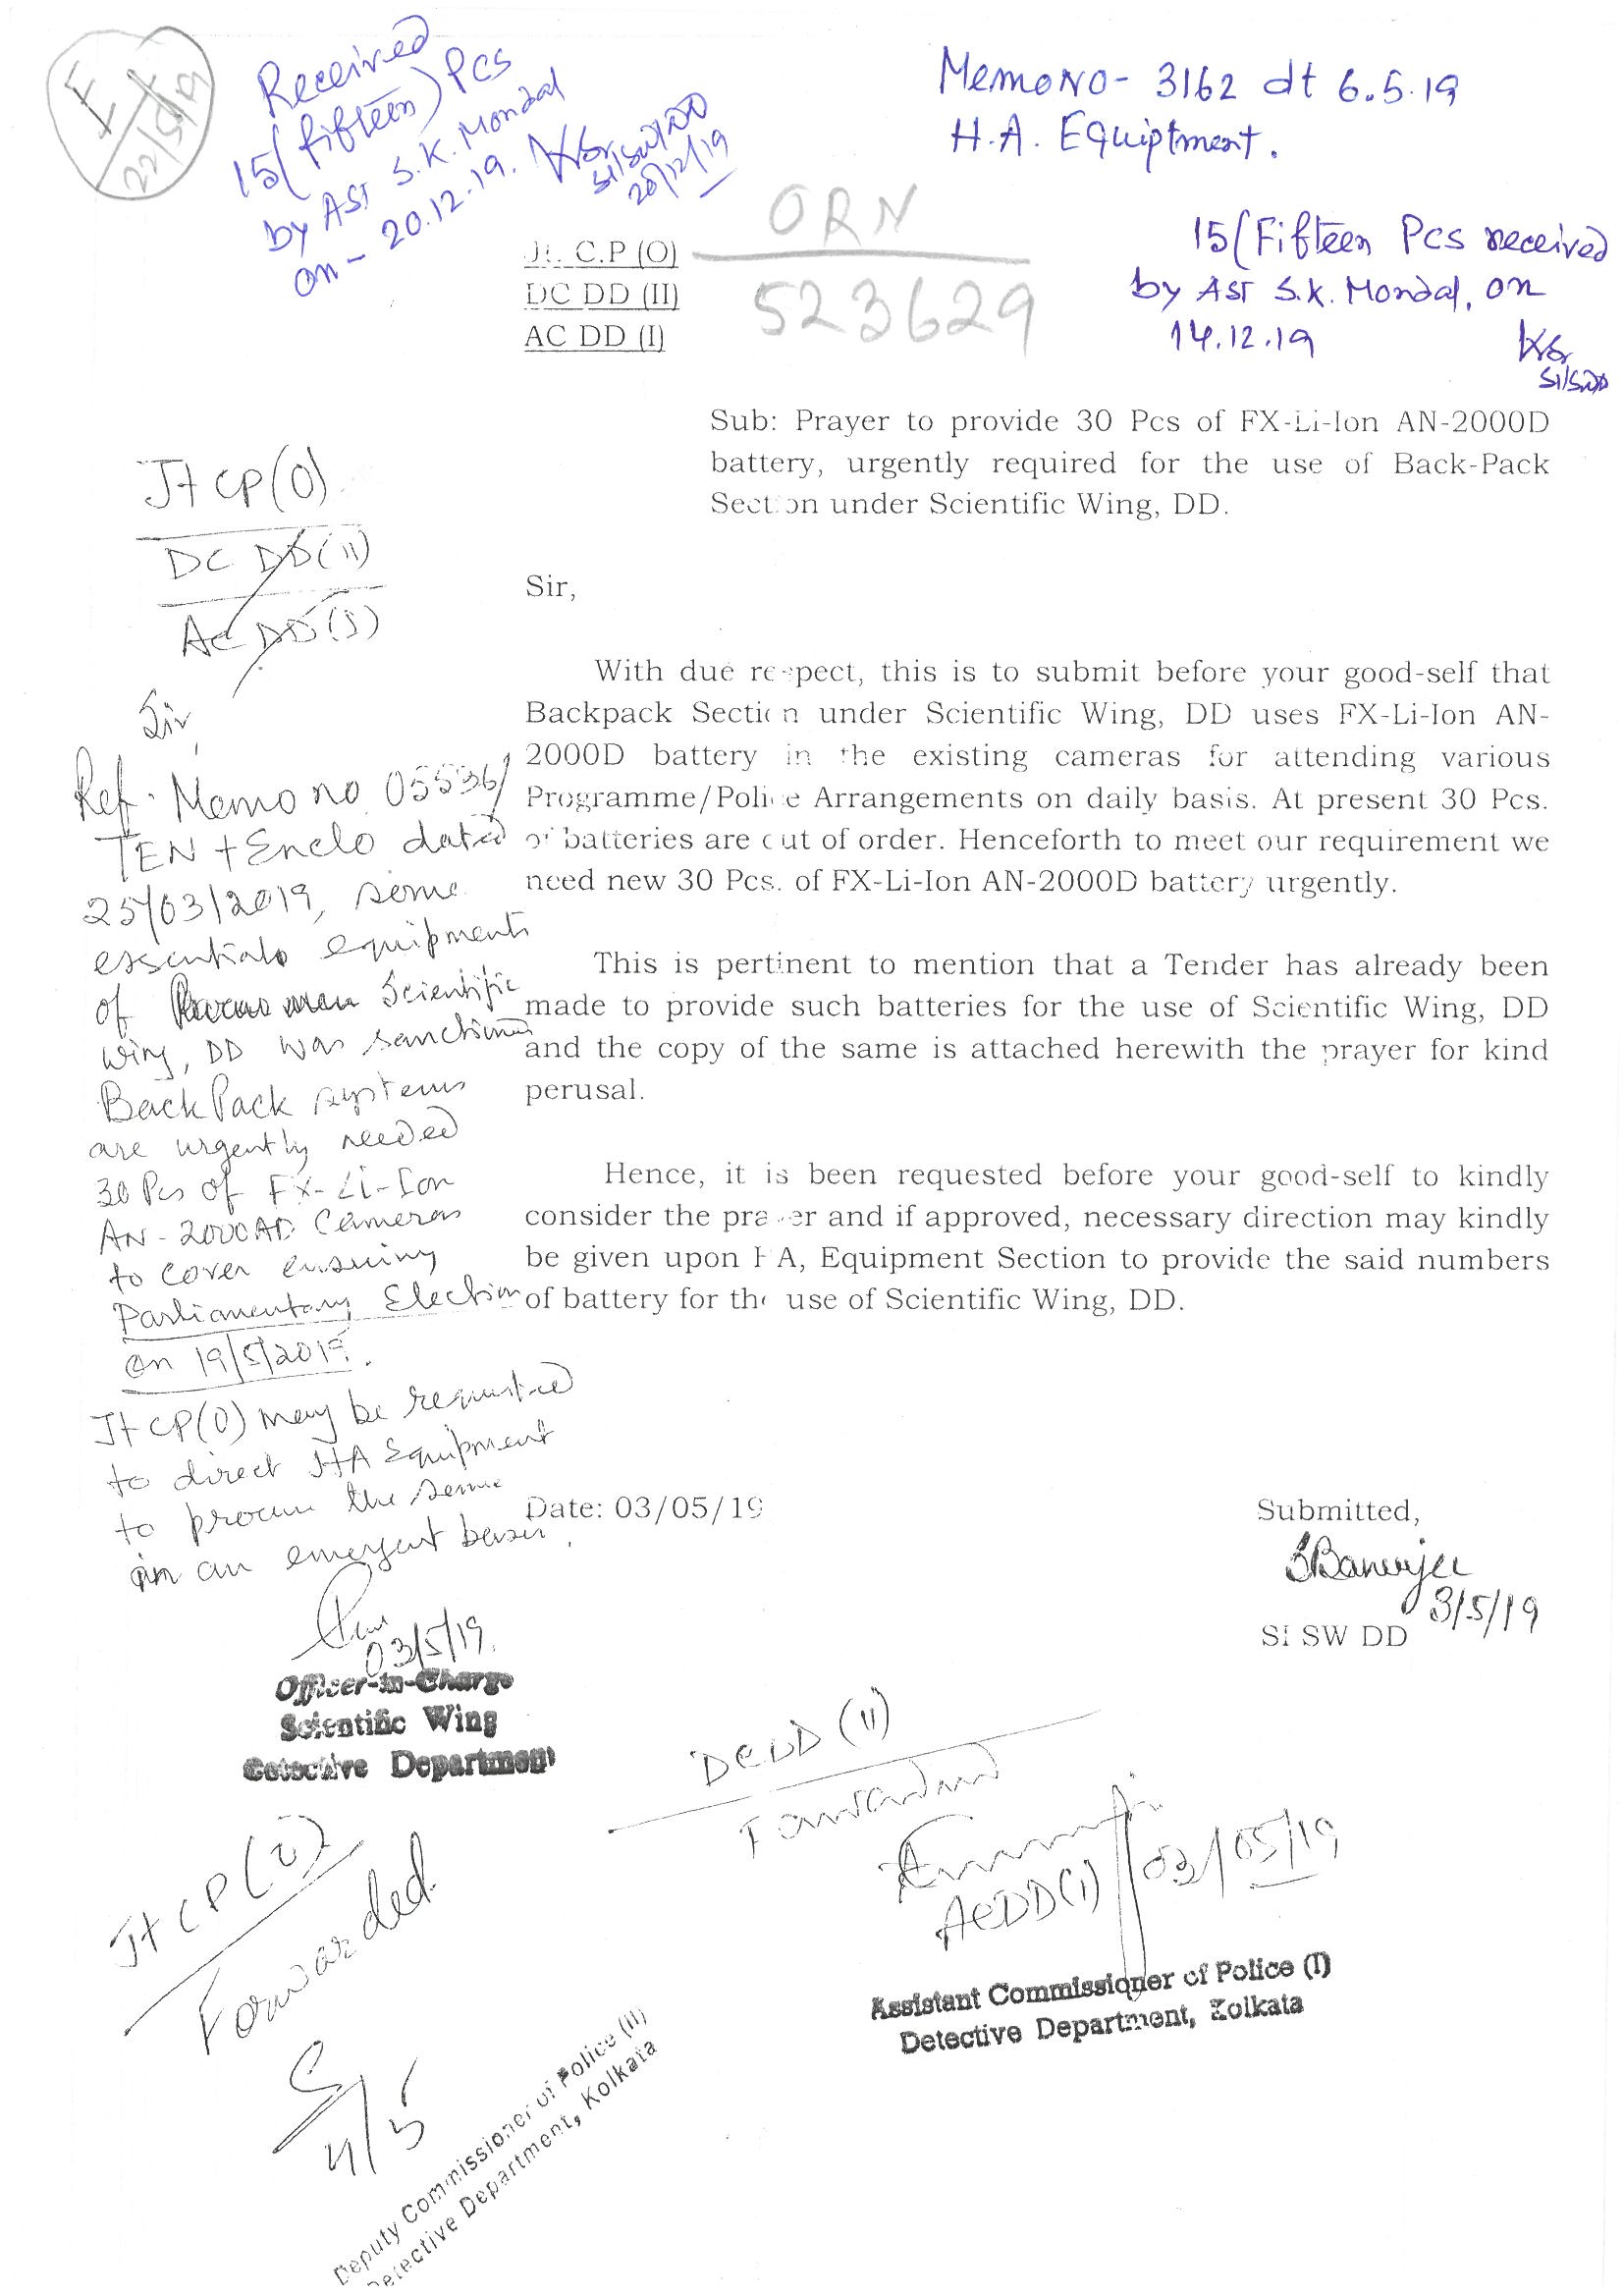 E
22/5/19
Received
15 (fifteen) Pcs
by ASI S.K. Mondal
on - 20.12.19.
SI/SW/DD
20/12/19
Memo No - 3162 dt 6.5.19
H.A. Equiptment.
ORN
523629
15 (Fifteen Pcs received
by ASI S.K. Mondal, on
14.12.19
SI/SWDD
Jt. C.P (O)
DC DD (II)
AC DD (I)
Sub: Prayer to provide 30 Pcs of FX-Li-Ion AN-2000D
battery, urgently required for the use of Back-Pack
Section under Scientific Wing, DD.
Jt CP(O)
DC DD(II)
AC DD(I)
Sir,
With due respect, this is to submit before your good-self that
Backpack Section under Scientific Wing, DD uses FX-Li-Ion AN-
2000D battery in the existing cameras for attending various
Programme/Police Arrangements on daily basis. At present 30 Pcs.
of batteries are out of order. Henceforth to meet our requirement we
need new 30 Pcs. of FX-Li-Ion AN-2000D battery urgently.
This is pertinent to mention that a Tender has already been
made to provide such batteries for the use of Scientific Wing, DD
and the copy of the same is attached herewith the prayer for kind
perusal.
Hence, it is been requested before your good-self to kindly
consider the prayer and if approved, necessary direction may kindly
be given upon HA, Equipment Section to provide the said numbers
of battery for the use of Scientific Wing, DD.
Sir,
Ref. Memo no 05536/
TEN + Enclo dated
25/03/2019, some
essentials equipments
of Scientific
Wing, DD was sanctioned
BackPack systems
are urgently needed
30 Pcs of FX-Li-Ion
AN-2000AD Cameras
to cover ensuing
Parliamentary Election
on 19/5/2019.
Jt CP(O) may be requested
to direct HA Equipment
to procure the same
in an emergent basis.
03/5/19.
Officer-in-Charge
Scientific Wing
Detective Department
Date: 03/05/19
Submitted,
SBanerjee
3/5/19
SI SW DD
DCDD (II)
Forwarded
ACDD(I) 03/05/19
Assistant Commissioner of Police (I)
Detective Department, Kolkata
Jt CP(O)
Forwarded.
4/5
Deputy Commissioner of Police (II)
Detective Department, Kolkata